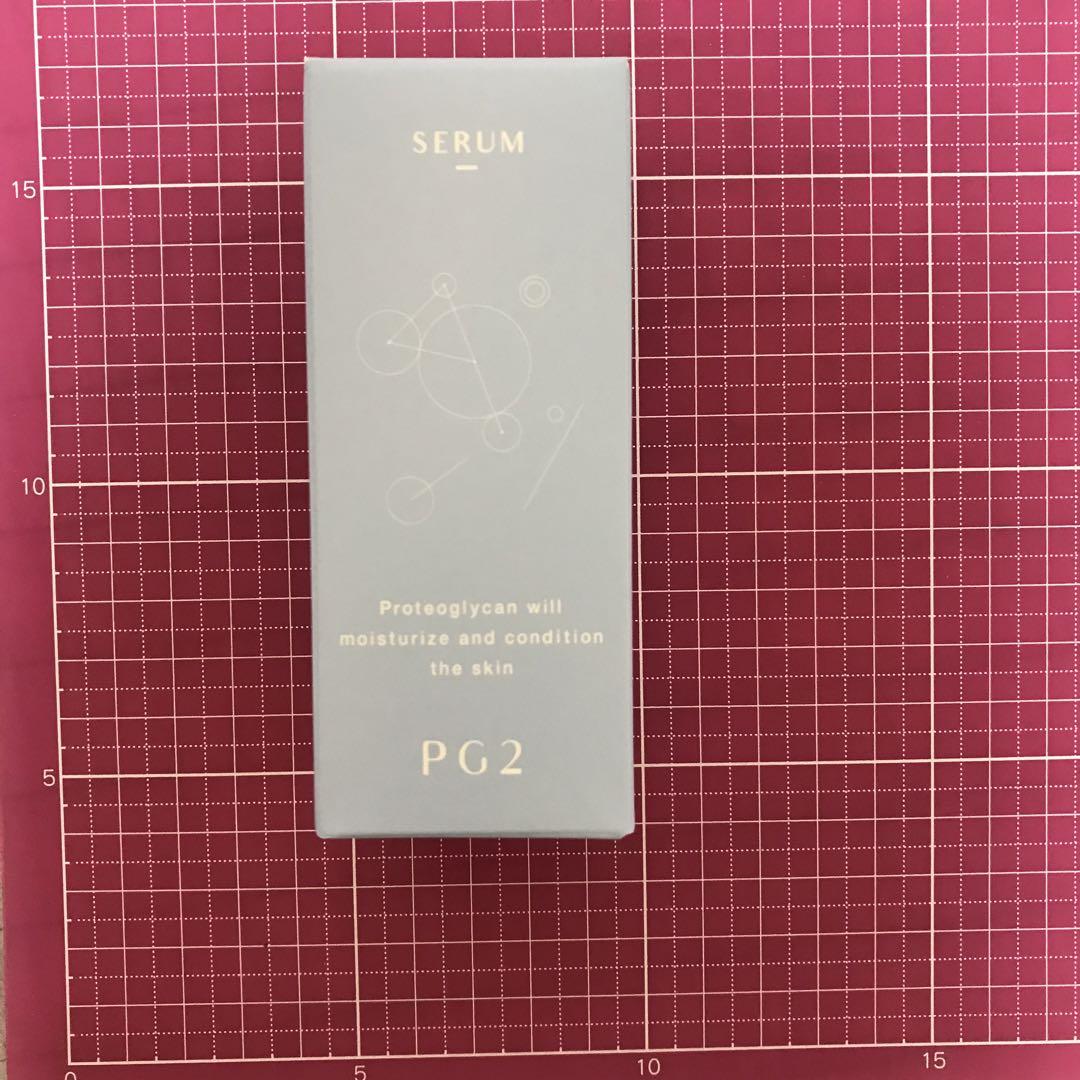 SERUM
Proteoglycan will
moisturize and condition
the skin
PG2
15
10
5
0
5
10
15